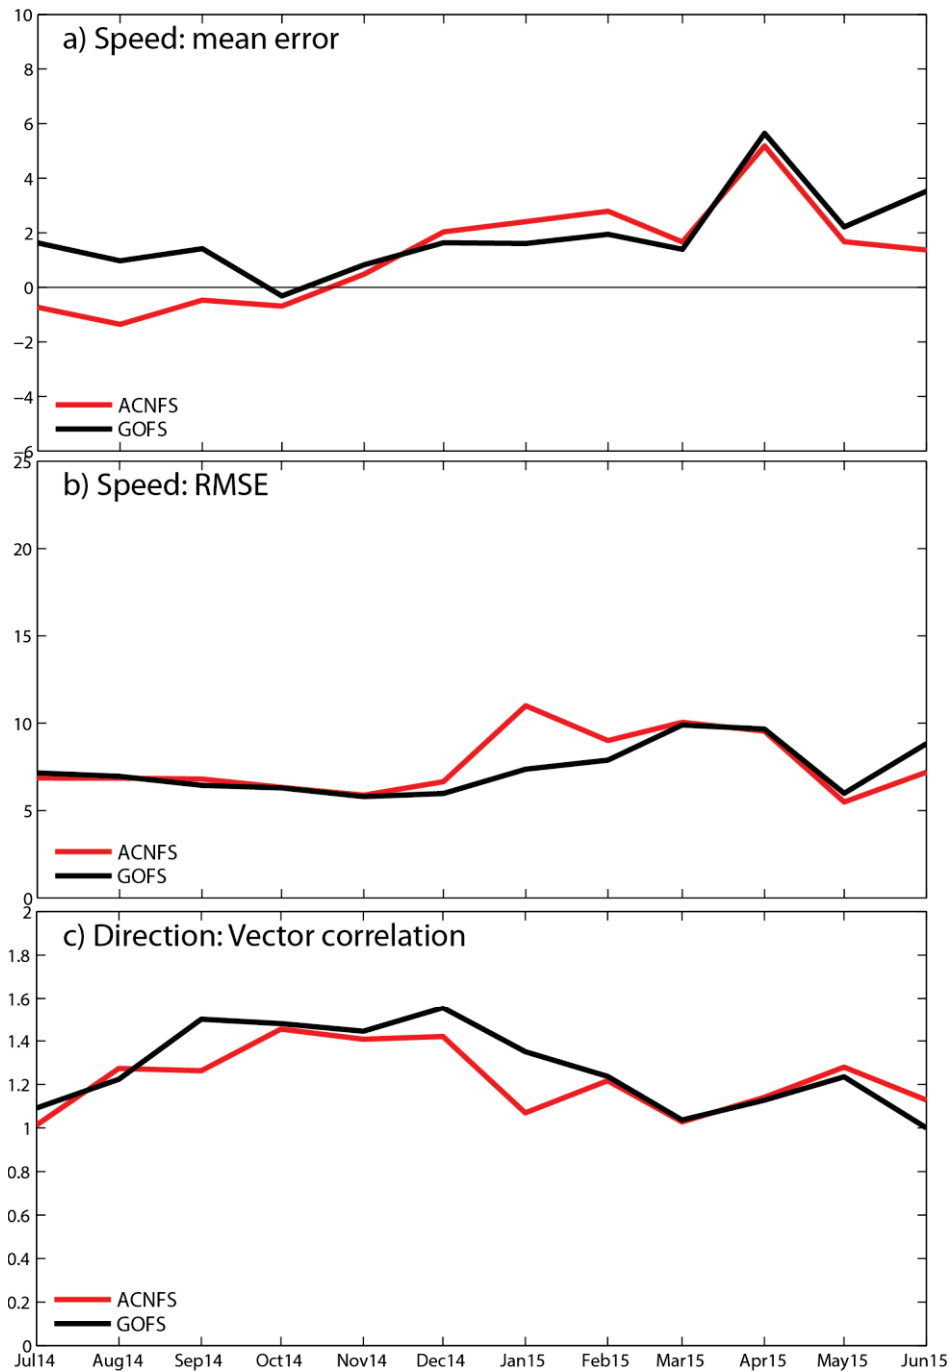 10
a) Speed: mean error
8
6
4
2
0
−2
−4
ACNFS
GOFS
−6
25
b) Speed: RMSE
20
15
10
5
ACNFS
GOFS
0
2
c) Direction: Vector correlation
1.8
1.6
1.4
1.2
1
0.8
0.6
0.4
0.2
ACNFS
GOFS
0
Jul14 Aug14 Sep14 Oct14 Nov14 Dec14 Jan15 Feb15 Mar15 Apr15 May15 Jun15